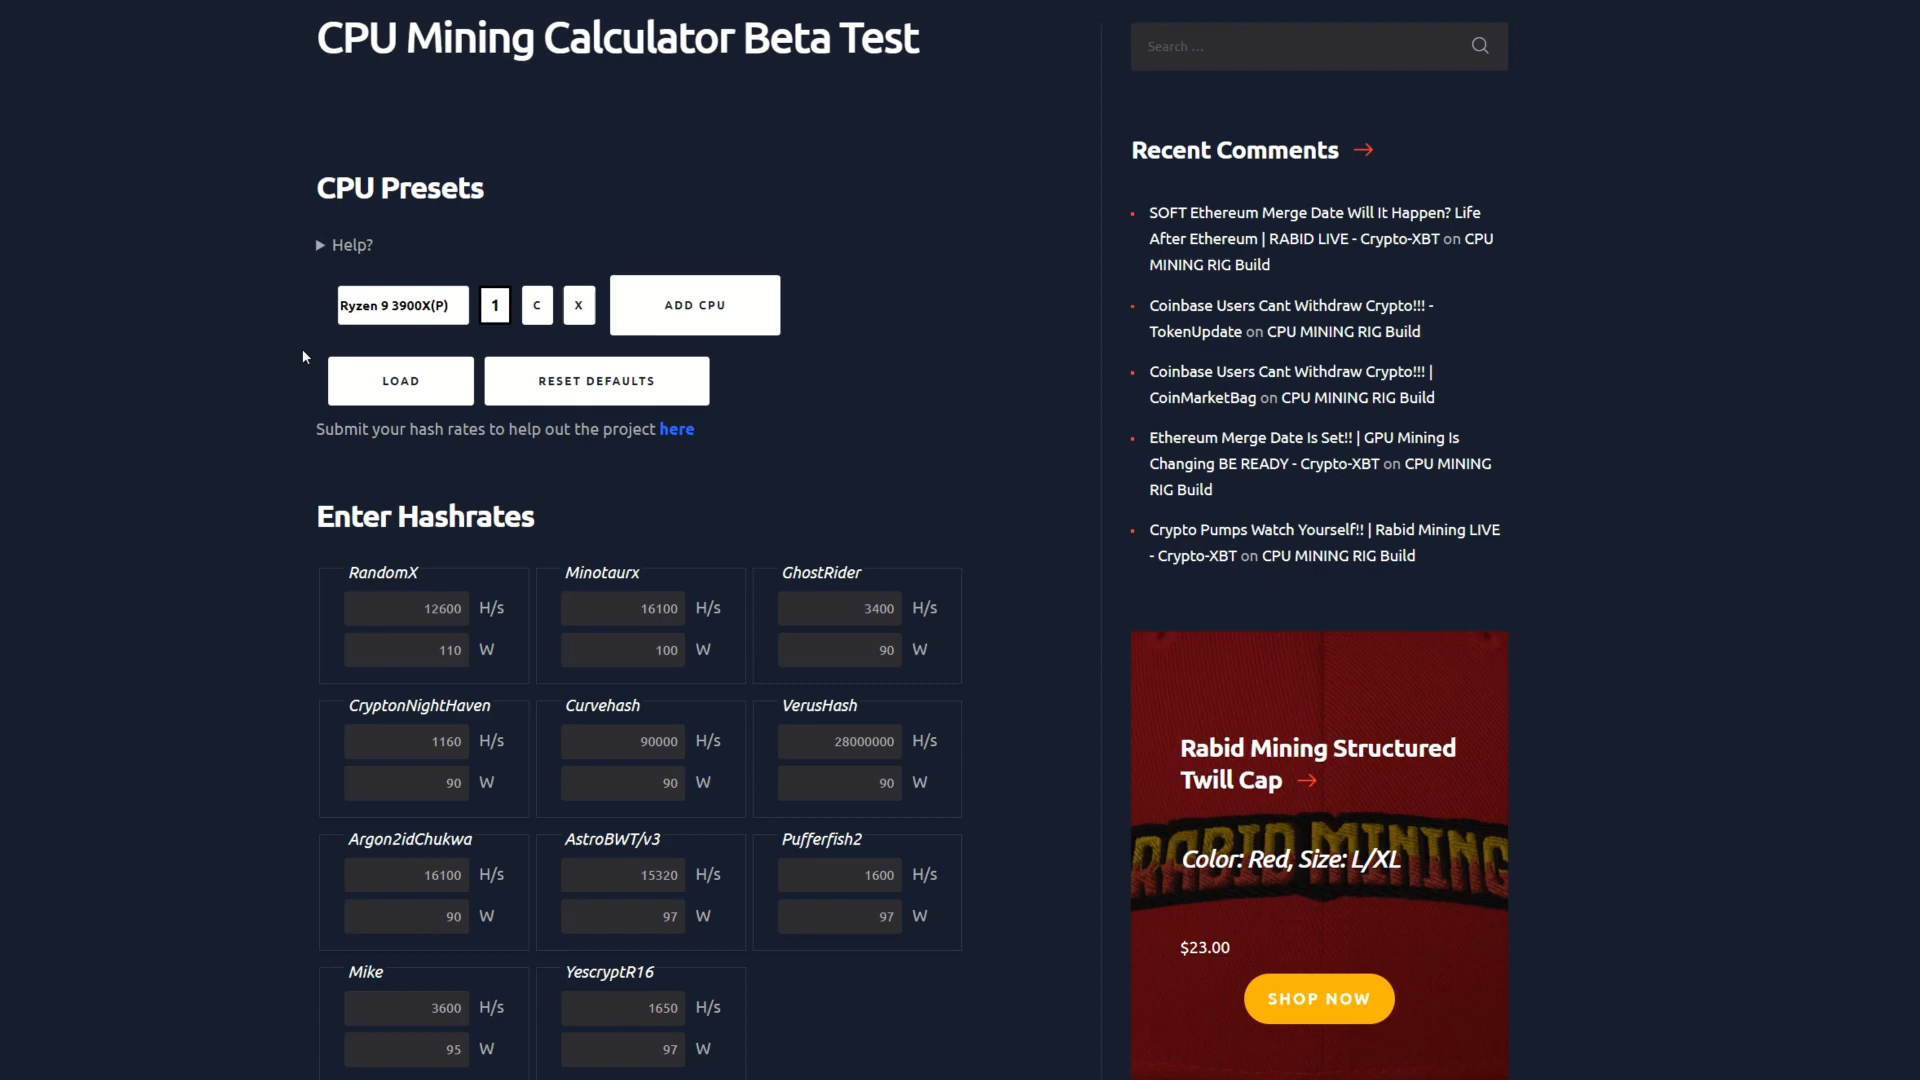 CPU Mining Calculator Beta Test
CPU Presets
Help?
Ryzen 9 3900X(P) 1 C X ADD CPU
LOAD RESET DEFAULTS
Submit your hash rates to help out the project here
Enter Hashrates
RandomX Minotaurx GhostRider
12600 H/s 16100 H/s 3400 H/s
110 W 100 W 90 W
CryptonNightHaven Curvehash VerusHash
1160 H/s 90000 H/s 28000000 H/s
90 W 90 W 90 W
Argon2idChukwa AstroBWT/v3 Pufferfish2
16100 H/s 15320 H/s 1600 H/s
90 W 97 W 97 W
Mike YescryptR16
3600 H/s 1650 H/s
95 W 97 W
Search ...
Recent Comments
SOFT Ethereum Merge Date Will It Happen? Life
After Ethereum | RABID LIVE - Crypto-XBT on CPU
MINING RIG Build
Coinbase Users Cant Withdraw Crypto!!! -
TokenUpdate on CPU MINING RIG Build
Coinbase Users Cant Withdraw Crypto!!! |
CoinMarketBag on CPU MINING RIG Build
Ethereum Merge Date Is Set!! | GPU Mining Is
Changing BE READY - Crypto-XBT on CPU MINING
RIG Build
Crypto Pumps Watch Yourself!! | Rabid Mining LIVE
- Crypto-XBT on CPU MINING RIG Build
Rabid Mining Structured
Twill Cap
RABID MINING
Color: Red, Size: L/XL
$23.00
SHOP NOW